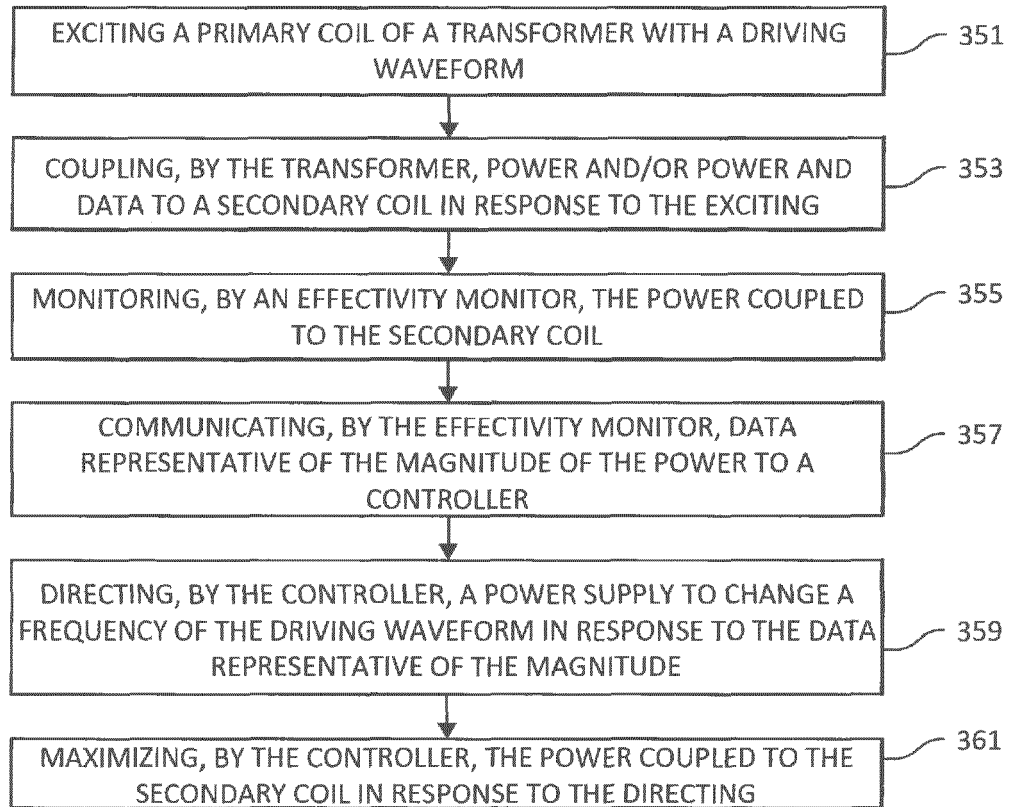 EXCITING A PRIMARY COIL OF A TRANSFORMER WITH A DRIVING
WAVEFORM
351
COUPLING, BY THE TRANSFORMER, POWER AND/OR POWER AND
DATA TO A SECONDARY COIL IN RESPONSE TO THE EXCITING
353
MONITORING, BY AN EFFECTIVITY MONITOR, THE POWER COUPLED
TO THE SECONDARY COIL
355
COMMUNICATING, BY THE EFFECTIVITY MONITOR, DATA
REPRESENTATIVE OF THE MAGNITUDE OF THE POWER TO A
CONTROLLER
357
DIRECTING, BY THE CONTROLLER, A POWER SUPPLY TO CHANGE A
FREQUENCY OF THE DRIVING WAVEFORM IN RESPONSE TO THE DATA
REPRESENTATIVE OF THE MAGNITUDE
359
MAXIMIZING, BY THE CONTROLLER, THE POWER COUPLED TO THE
SECONDARY COIL IN RESPONSE TO THE DIRECTING
361